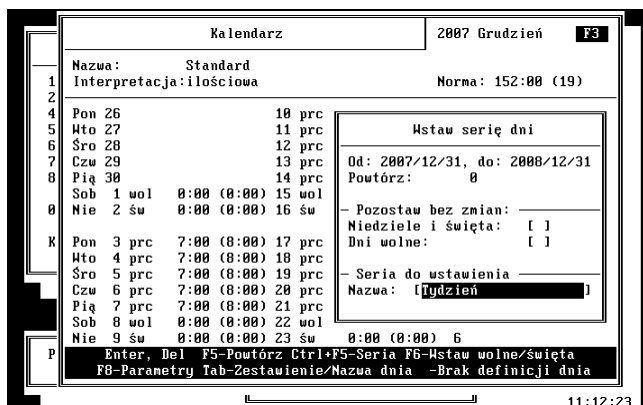 Kalendarz 2007 Grudzień F3
Nazwa: Standard
Interpretacja:ilościowa Norma: 152:00 (19)
1
2
4 Pon 26 10 prc
5 Wto 27 11 prc Wstaw serię dni
6 Śro 28 12 prc
7 Czw 29 13 prc Od: 2007/12/31, do: 2008/12/31
8 Pią 30 14 prc Powtórz: 0
Sob 1 wol 0:00 (0:00) 15 wol
0 Nie 2 św 0:00 (0:00) 16 św Pozostaw bez zmian:
Niedziele i święta: [ ]
K Pon 3 prc 7:00 (8:00) 17 prc Dni wolne: [ ]
Wto 4 prc 7:00 (8:00) 18 prc
Śro 5 prc 7:00 (8:00) 19 prc Seria do wstawienia
Czw 6 prc 7:00 (8:00) 20 prc Nazwa: [Tydzień ]
Pią 7 prc 7:00 (8:00) 21 prc
Sob 8 wol 0:00 (0:00) 22 wol
Nie 9 św 0:00 (0:00) 23 św 0:00 (0:00) 6
P Enter, Del F5-Powtórz Ctrl+F5-Seria F6-Wstaw wolne/święta
F8-Parametry Tab-Zestawienie/Nazwa dnia -Brak definicji dnia
11:12:23